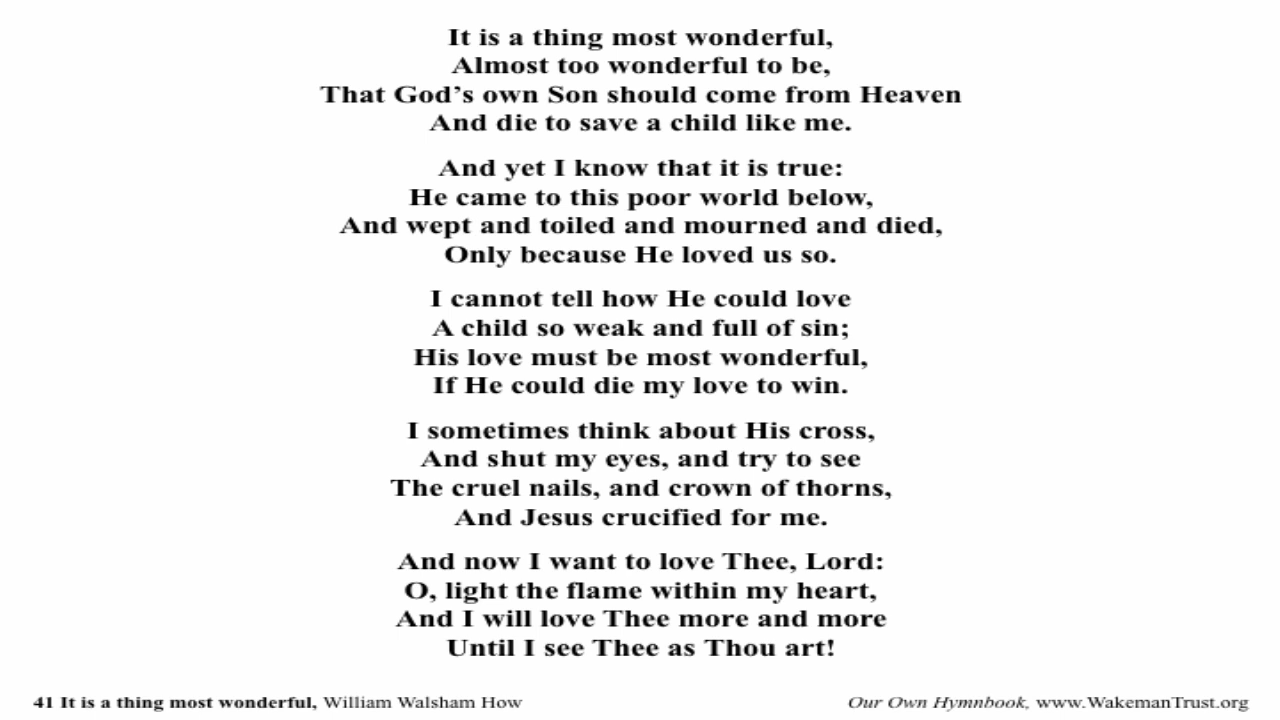 It is a thing most wonderful,
Almost too wonderful to be,
That God's own Son should come from Heaven
And die to save a child like me.
And yet I know that it is true:
He came to this poor world below,
And wept and toiled and mourned and died,
Only because He loved us so.
I cannot tell how He could love
A child so weak and full of sin;
His love must be most wonderful,
If He could die my love to win.
I sometimes think about His cross,
And shut my eyes, and try to see
The cruel nails, and crown of thorns,
And Jesus crucified for me.
And now I want to love Thee, Lord:
O, light the flame within my heart,
And I will love Thee more and more
Until I see Thee as Thou art!
41 It is a thing most wonderful, William Walsham How
Our Own Hymnbook, www.WakemanTrust.org